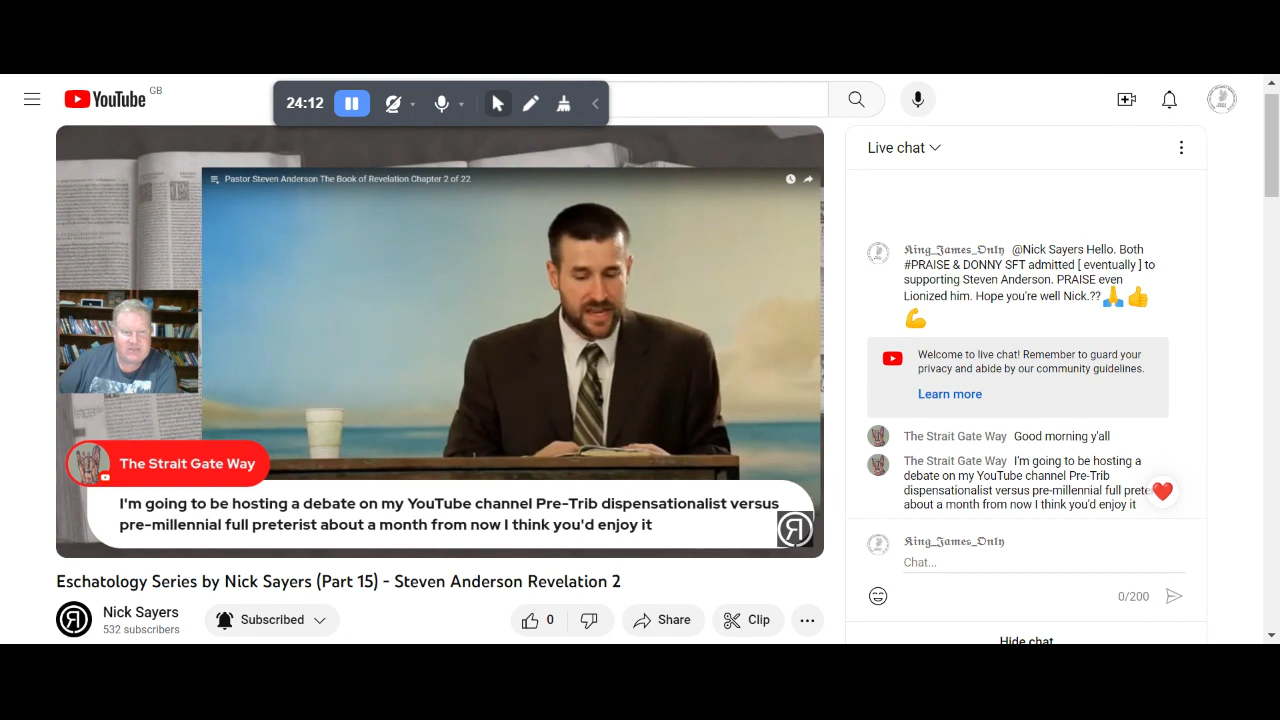 YouTube
GB
24:12
Live chat
Pastor Steven Anderson The Book of Revelation Chapter 2 of 22
𝔎𝔦𝔫𝔤_𝔍𝔞𝔪𝔢𝔰_𝔒𝔫𝔩𝔶 @Nick Sayers Hello. Both
#PRAISE & DONNY SFT admitted [ eventually ] to
supporting Steven Anderson. PRAISE even
Lionized him. Hope you're well Nick.?? 🙏👍
💪
Welcome to live chat! Remember to guard your
privacy and abide by our community guidelines.
Learn more
The Strait Gate Way Good morning y'all
The Strait Gate Way I'm going to be hosting a
debate on my YouTube channel Pre-Trib
dispensationalist versus pre-millennial full prete
about a month from now I think you'd enjoy it
The Strait Gate Way
I'm going to be hosting a debate on my YouTube channel Pre-Trib dispensationalist versus
pre-millennial full preterist about a month from now I think you'd enjoy it
𝔎𝔦𝔫𝔤_𝔍𝔞𝔪𝔢𝔰_𝔒𝔫𝔩𝔶
Chat...
0/200
Hide chat
Eschatology Series by Nick Sayers (Part 15) - Steven Anderson Revelation 2
Nick Sayers
532 subscribers
Subscribed
0
Share
Clip